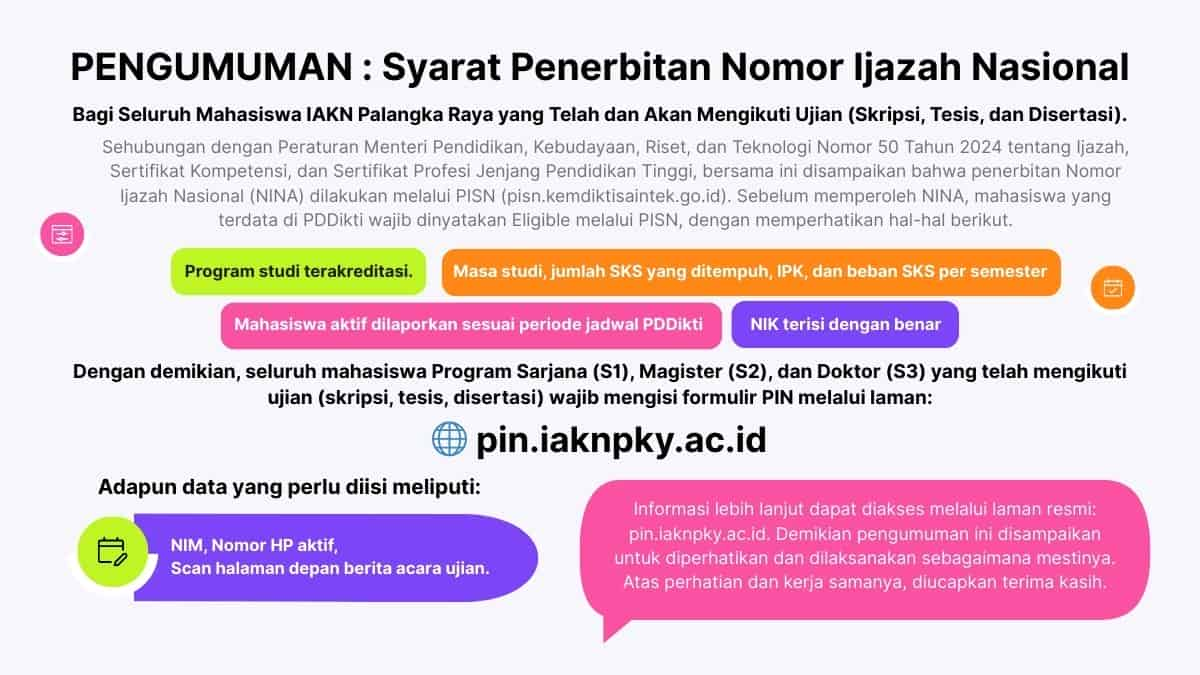 PENGUMUMAN : Syarat Penerbitan Nomor Ijazah Nasional
Bagi Seluruh Mahasiswa IAKN Palangka Raya yang Telah dan Akan Mengikuti Ujian (Skripsi, Tesis, dan Disertasi).
Sehubungan dengan Peraturan Menteri Pendidikan, Kebudayaan, Riset, dan Teknologi Nomor 50 Tahun 2024 tentang Ijazah,
Sertifikat Kompetensi, dan Sertifikat Profesi Jenjang Pendidikan Tinggi, bersama ini disampaikan bahwa penerbitan Nomor
Ijazah Nasional (NINA) dilakukan melalui PISN (pisn.kemdiktisaintek.go.id). Sebelum memperoleh NINA, mahasiswa yang
terdata di PDDikti wajib dinyatakan Eligible melalui PISN, dengan memperhatikan hal-hal berikut.
Program studi terakreditasi.
Masa studi, jumlah SKS yang ditempuh, IPK, dan beban SKS per semester
Mahasiswa aktif dilaporkan sesuai periode jadwal PDDikti
NIK terisi dengan benar
Dengan demikian, seluruh mahasiswa Program Sarjana (S1), Magister (S2), dan Doktor (S3) yang telah mengikuti
ujian (skripsi, tesis, disertasi) wajib mengisi formulir PIN melalui laman:
pin.iaknpky.ac.id
Adapun data yang perlu diisi meliputi:
NIM, Nomor HP aktif,
Scan halaman depan berita acara ujian.
Informasi lebih lanjut dapat diakses melalui laman resmi:
pin.iaknpky.ac.id. Demikian pengumuman ini disampaikan
untuk diperhatikan dan dilaksanakan sebagaimana mestinya.
Atas perhatian dan kerja samanya, diucapkan terima kasih.